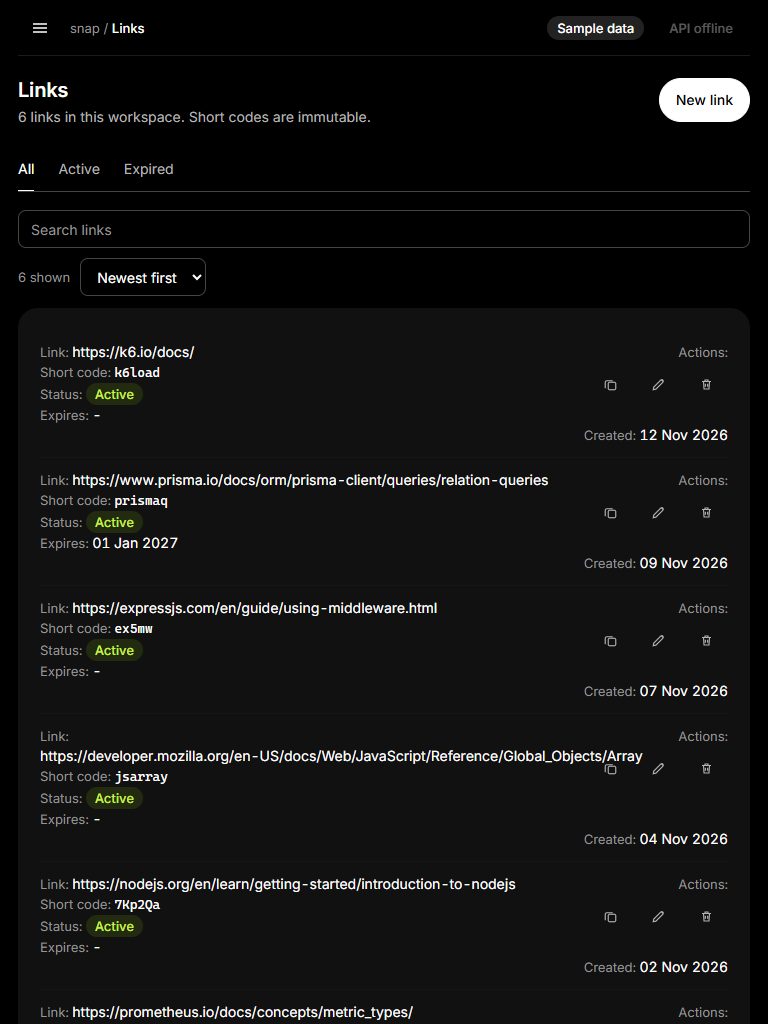 snap / Links Sample data API offline
Links
6 links in this workspace. Short codes are immutable.
New link
All Active Expired
Search links
6 shown Newest first
Link: https://k6.io/docs/ Actions:
Short code: k6load
Status: Active
Expires: -
Created: 12 Nov 2026
Link: https://www.prisma.io/docs/orm/prisma-client/queries/relation-queries Actions:
Short code: prismaq
Status: Active
Expires: 01 Jan 2027
Created: 09 Nov 2026
Link: https://expressjs.com/en/guide/using-middleware.html Actions:
Short code: ex5mw
Status: Active
Expires: -
Created: 07 Nov 2026
Link: Actions:
https://developer.mozilla.org/en-US/docs/Web/JavaScript/Reference/Global_Objects/Array
Short code: jsarray
Status: Active
Expires: -
Created: 04 Nov 2026
Link: https://nodejs.org/en/learn/getting-started/introduction-to-nodejs Actions:
Short code: 7Kp2Qa
Status: Active
Expires: -
Created: 02 Nov 2026
Link: https://prometheus.io/docs/concepts/metric_types/ Actions: